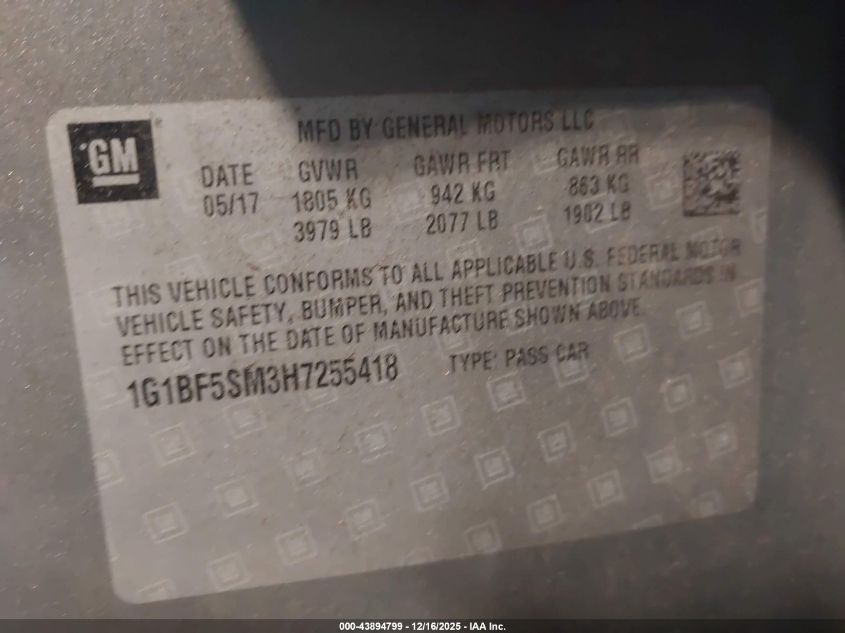 GM
MFD BY GENERAL MOTORS LLC
DATE GVWR GAWR FRT GAWR RR
05/17 1805 KG 942 KG 863 KG
3979 LB 2077 LB 1902 LB
THIS VEHICLE CONFORMS TO ALL APPLICABLE U.S. FEDERAL MOTOR
VEHICLE SAFETY, BUMPER, AND THEFT PREVENTION STANDARDS IN
EFFECT ON THE DATE OF MANUFACTURE SHOWN ABOVE.
1G1BF5SM3H7255418 TYPE: PASS CAR
000-43894799 - 12/16/2025 - IAA Inc.